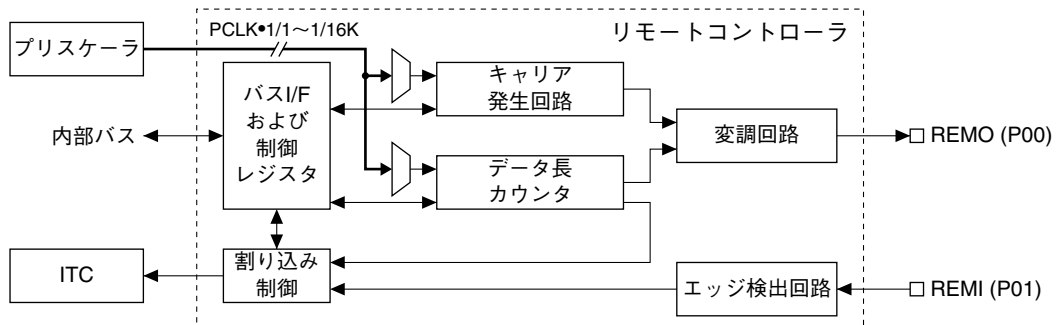 PCLK•1/1～1/16K
リモートコントローラ
プリスケーラ
キャリア
発生回路
バスI/F
および
制御
レジスタ
内部バス
変調回路
REMO (P00)
データ長
カウンタ
ITC
割り込み
制御
エッジ検出回路
REMI (P01)